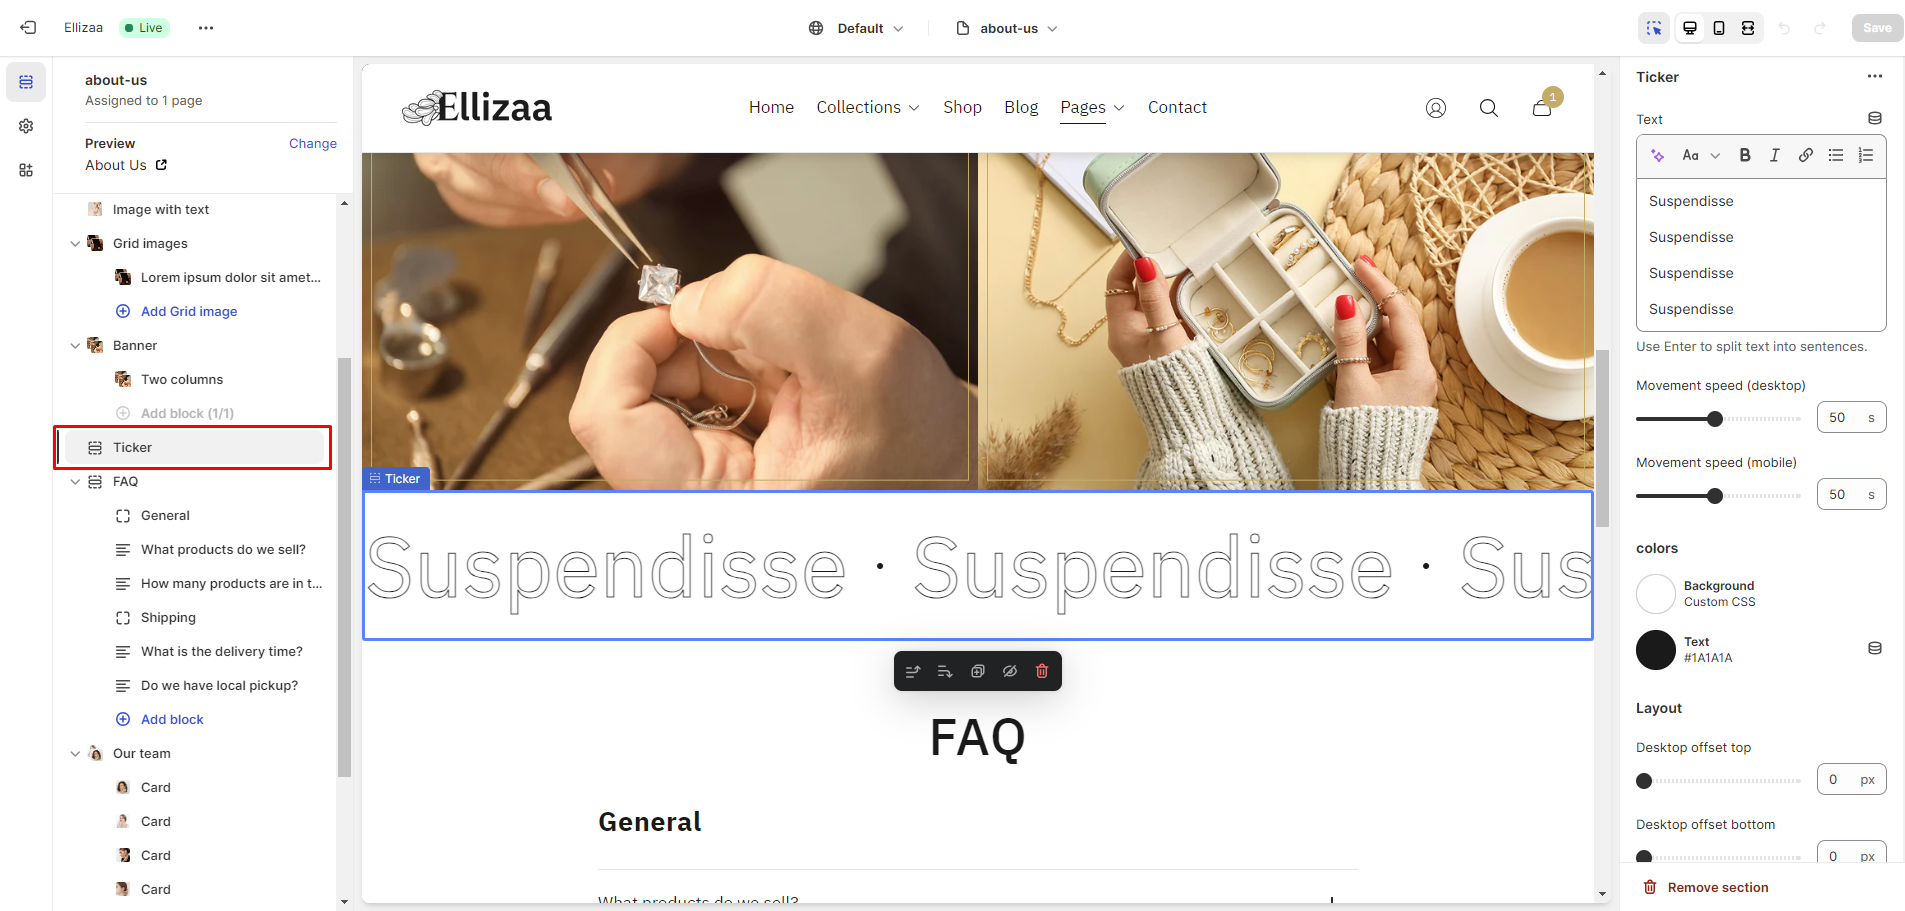 Ellizaa
Live
Default
about-us
Save
about-us
Assigned to 1 page
Preview
Change
About Us
Image with text
Grid images
Lorem ipsum dolor sit amet...
Add Grid image
Banner
Two columns
Add block (1/1)
Ticker
FAQ
General
What products do we sell?
How many products are in t...
Shipping
What is the delivery time?
Do we have local pickup?
Add block
Our team
Card
Card
Card
Card
Ellizaa
Home
Collections
Shop
Blog
Pages
Contact
1
Ticker
Suspendisse • Suspendisse • Sus
FAQ
General
What products do we sell?
Ticker
Text
Aa
B
I
Suspendisse
Suspendisse
Suspendisse
Suspendisse
Use Enter to split text into sentences.
Movement speed (desktop)
50 s
Movement speed (mobile)
50 s
colors
Background
Custom CSS
Text
#1A1A1A
Layout
Desktop offset top
0 px
Desktop offset bottom
0 px
Remove section